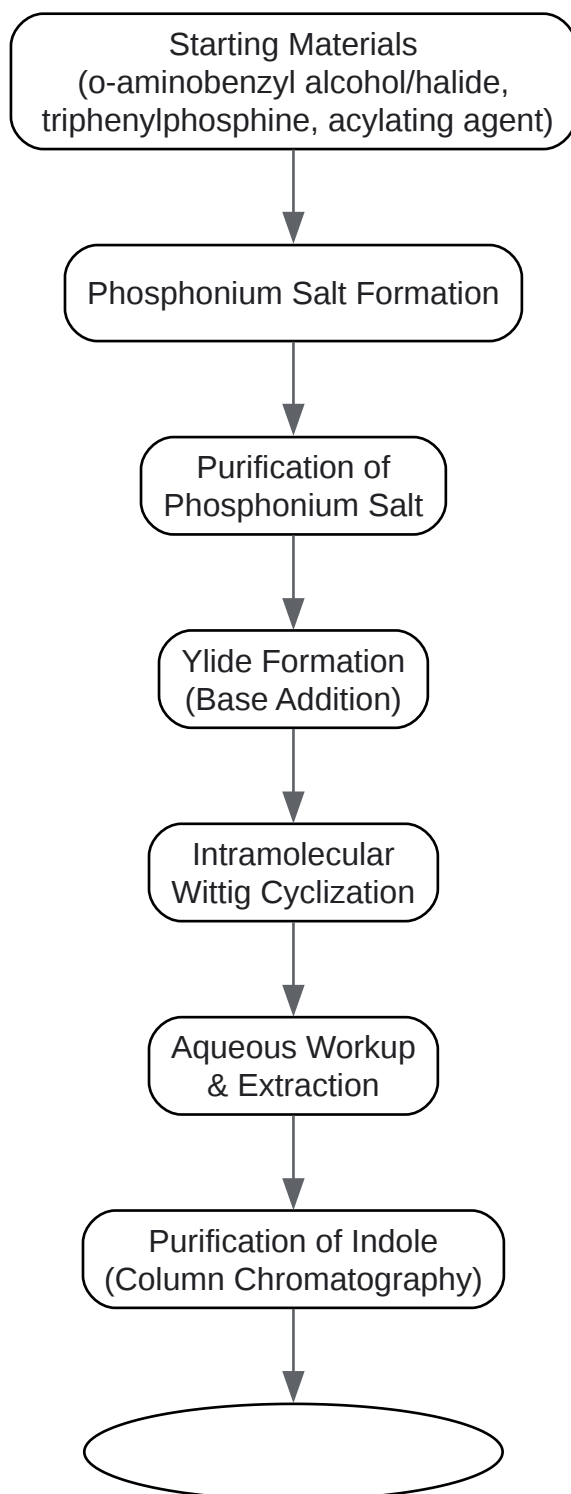 Starting Materials
(o-aminobenzyl alcohol/halide,
triphenylphosphine, acylating agent)
Phosphonium Salt Formation
Purification of
Phosphonium Salt
Ylide Formation
(Base Addition)
Intramolecular
Wittig Cyclization
Aqueous Workup
& Extraction
Purification of Indole
(Column Chromatography)